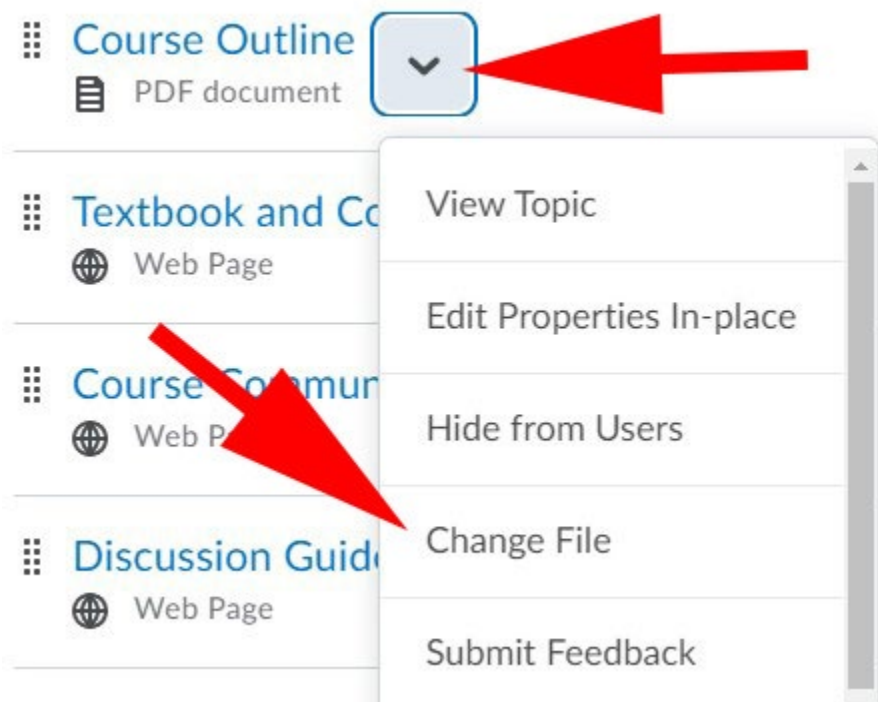 Course Outline
PDF document
Textbook and Co
Web Page
Course Commun
Web P
Discussion Guide
Web Page
View Topic
Edit Properties In-place
Hide from Users
Change File
Submit Feedback